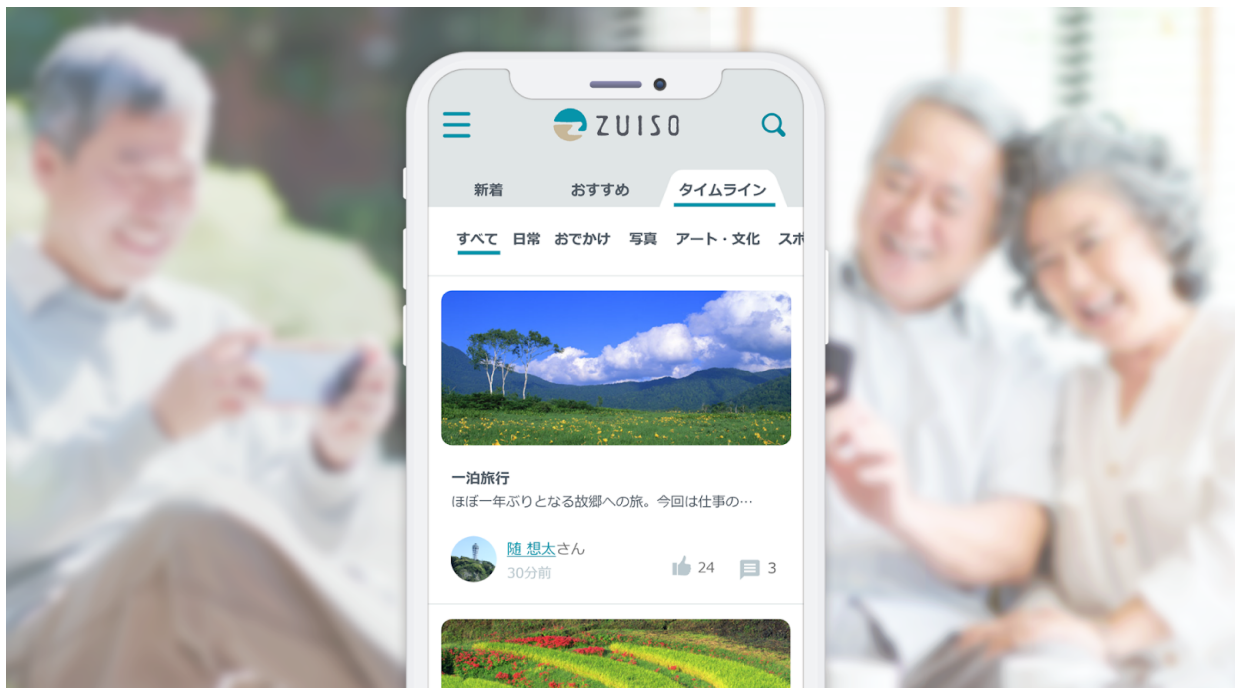 ZUISO
新着 おすすめ タイムライン
すべて 日常 おでかけ 写真 アート・文化 スポ
一泊旅行
ほぼ一年ぶりとなる故郷への旅。今回は仕事の…
随 想太さん
30分前
24 3